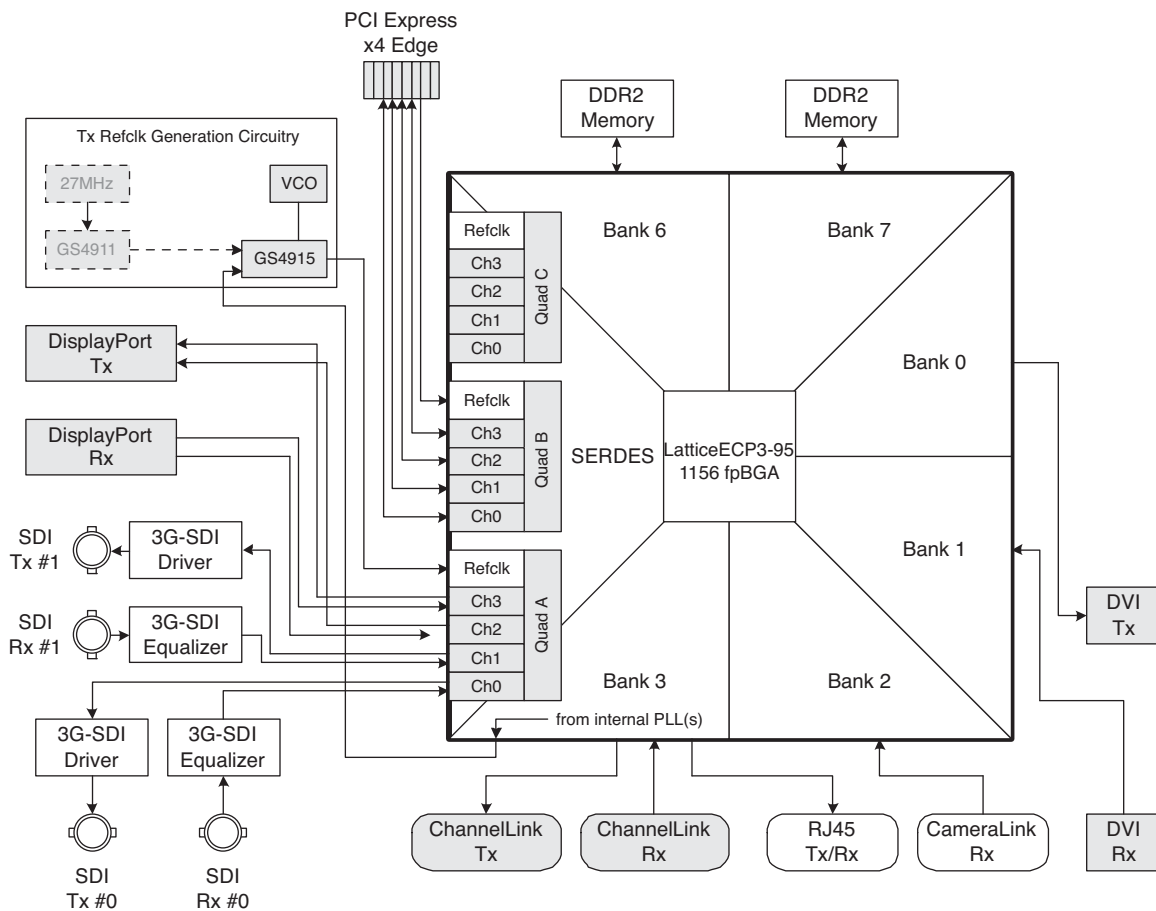 PCI Express
x4 Edge
DDR2
Memory
DDR2
Memory
Tx Refclk Generation Circuitry
27MHz
VCO
GS4911
GS4915
Refclk
Ch3
Ch2
Ch1
Ch0
Quad C
Bank 6
Bank 7
DisplayPort
Tx
Bank 0
DisplayPort
Rx
Refclk
Ch3
Ch2
Ch1
Ch0
Quad B
SERDES
LatticeECP3-95
1156 fpBGA
SDI
Tx #1
3G-SDI
Driver
Bank 1
SDI
Rx #1
3G-SDI
Equalizer
Refclk
Ch3
Ch2
Ch1
Ch0
Quad A
DVI
Tx
Bank 3
Bank 2
from internal PLL(s)
3G-SDI
Driver
3G-SDI
Equalizer
ChannelLink
Tx
ChannelLink
Rx
RJ45
Tx/Rx
CameraLink
Rx
DVI
Rx
SDI
Tx #0
SDI
Rx #0